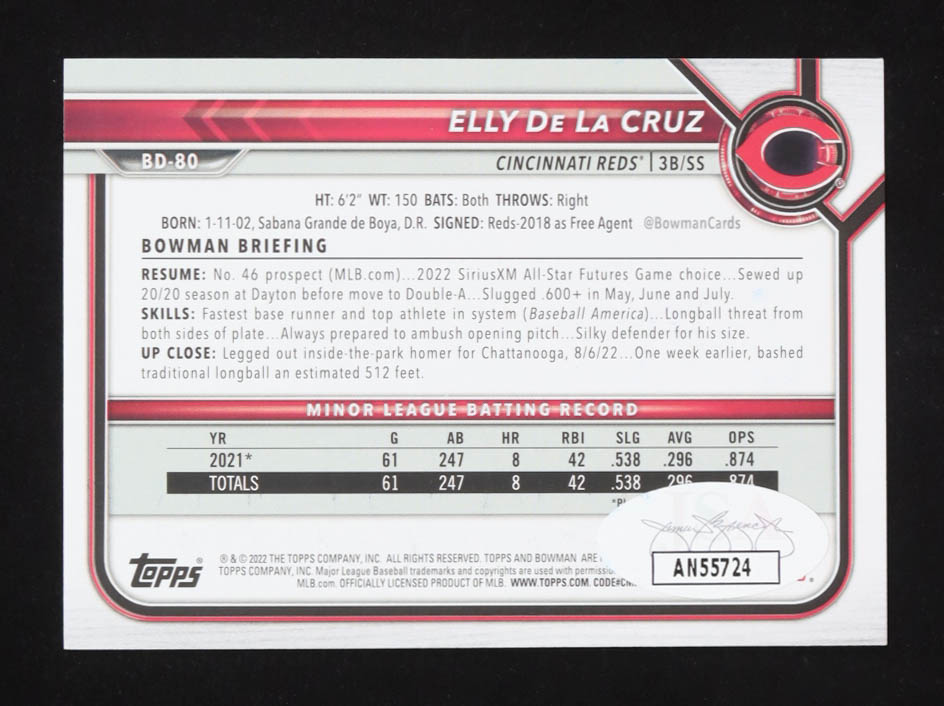 ELLY DE LA CRUZ
BD-80
CINCINNATI REDS® | 3B/SS
HT: 6'2" WT: 150 BATS: Both THROWS: Right
BORN: 1-11-02, Sabana Grande de Boya, D.R. SIGNED: Reds-2018 as Free Agent @BowmanCards
BOWMAN BRIEFING
RESUME: No. 46 prospect (MLB.com)...2022 SiriusXM All-Star Futures Game choice...Sewed up
20/20 season at Dayton before move to Double-A...Slugged .600+ in May, June and July.
SKILLS: Fastest base runner and top athlete in system (Baseball America)...Longball threat from
both sides of plate...Always prepared to ambush opening pitch...Silky defender for his size.
UP CLOSE: Legged out inside-the-park homer for Chattanooga, 8/6/22...One week earlier, bashed
traditional longball an estimated 512 feet.
MINOR LEAGUE BATTING RECORD
YR G AB HR RBI SLG AVG OPS
2021* 61 247 8 42 .538 .296 .874
TOTALS 61 247 8 42 .538 .296 .874
TOPPS®
® & © 2022 THE TOPPS COMPANY, INC. ALL RIGHTS RESERVED. TOPPS AND BOWMAN ARE
TOPPS COMPANY, INC. Major League Baseball trademarks and copyrights are used with
MLB.com. OFFICIALLY LICENSED PRODUCT OF MLB. WWW.TOPPS.COM.
AN55724